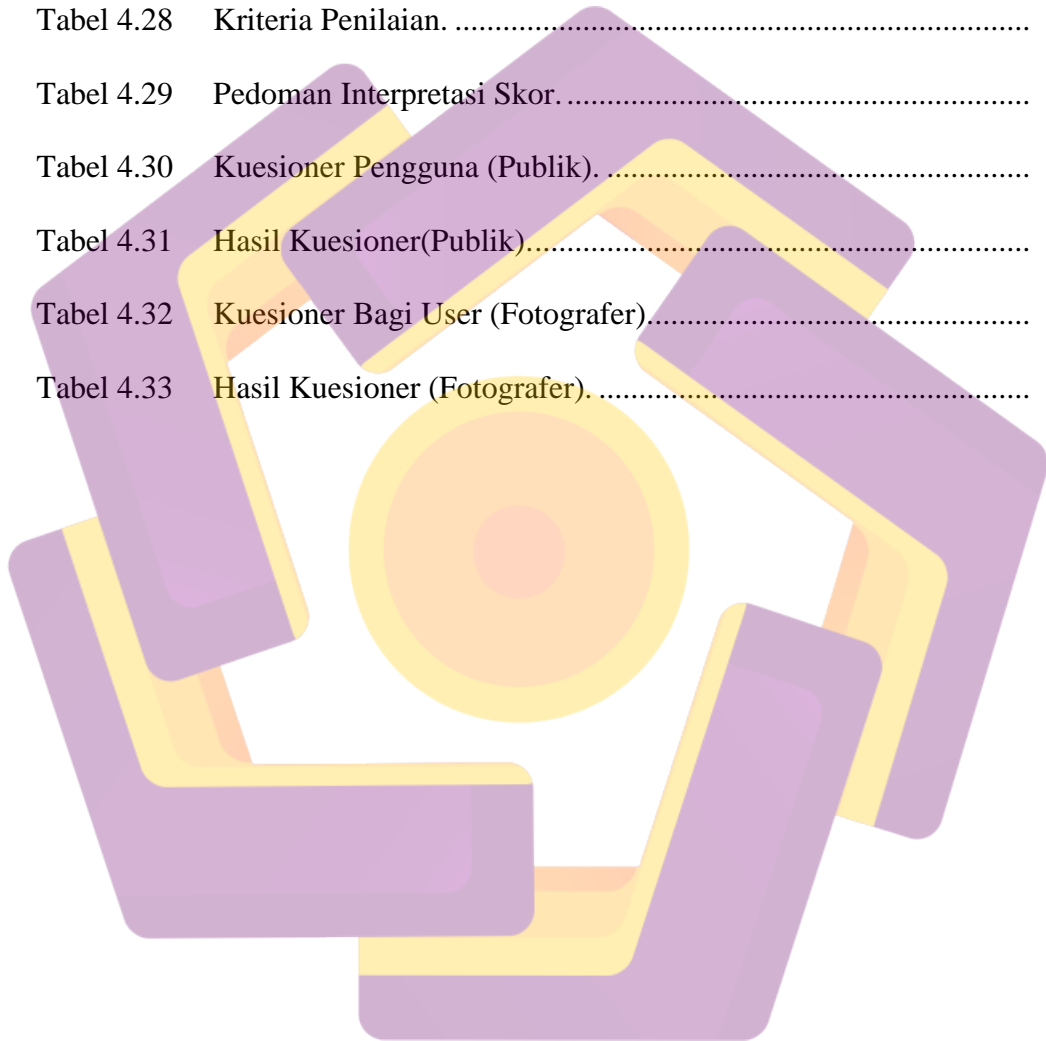 Tabel 4.28 Kriteria Penilaian. ........................................................................
Tabel 4.29 Pedoman Interpretasi Skor. ..........................................................
Tabel 4.30 Kuesioner Pengguna (Publik). .....................................................
Tabel 4.31 Hasil Kuesioner(Publik)...............................................................
Tabel 4.32 Kuesioner Bagi User (Fotografer)................................................
Tabel 4.33 Hasil Kuesioner (Fotografer). ......................................................